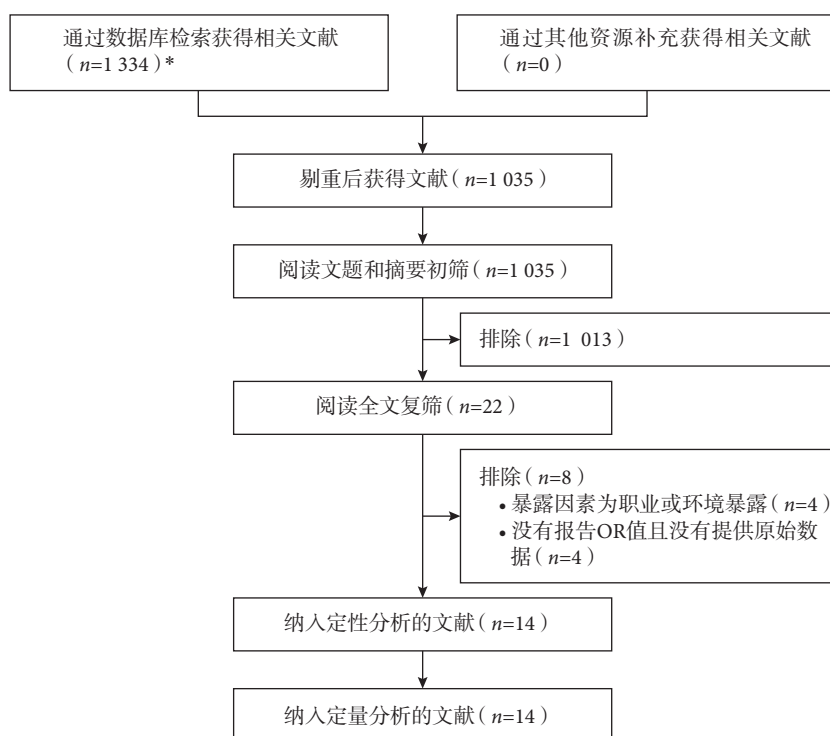 通过数据库检索获得相关文献
（n=1 334）*
通过其他资源补充获得相关文献
（n=0）
剔重后获得文献（n=1 035）
阅读文题和摘要初筛（n=1 035）
排除（n=1 013）
阅读全文复筛（n=22）
排除（n=8）
• 暴露因素为职业或环境暴露（n=4）
• 没有报告OR值且没有提供原始数
据（n=4）
纳入定性分析的文献（n=14）
纳入定量分析的文献（n=14）